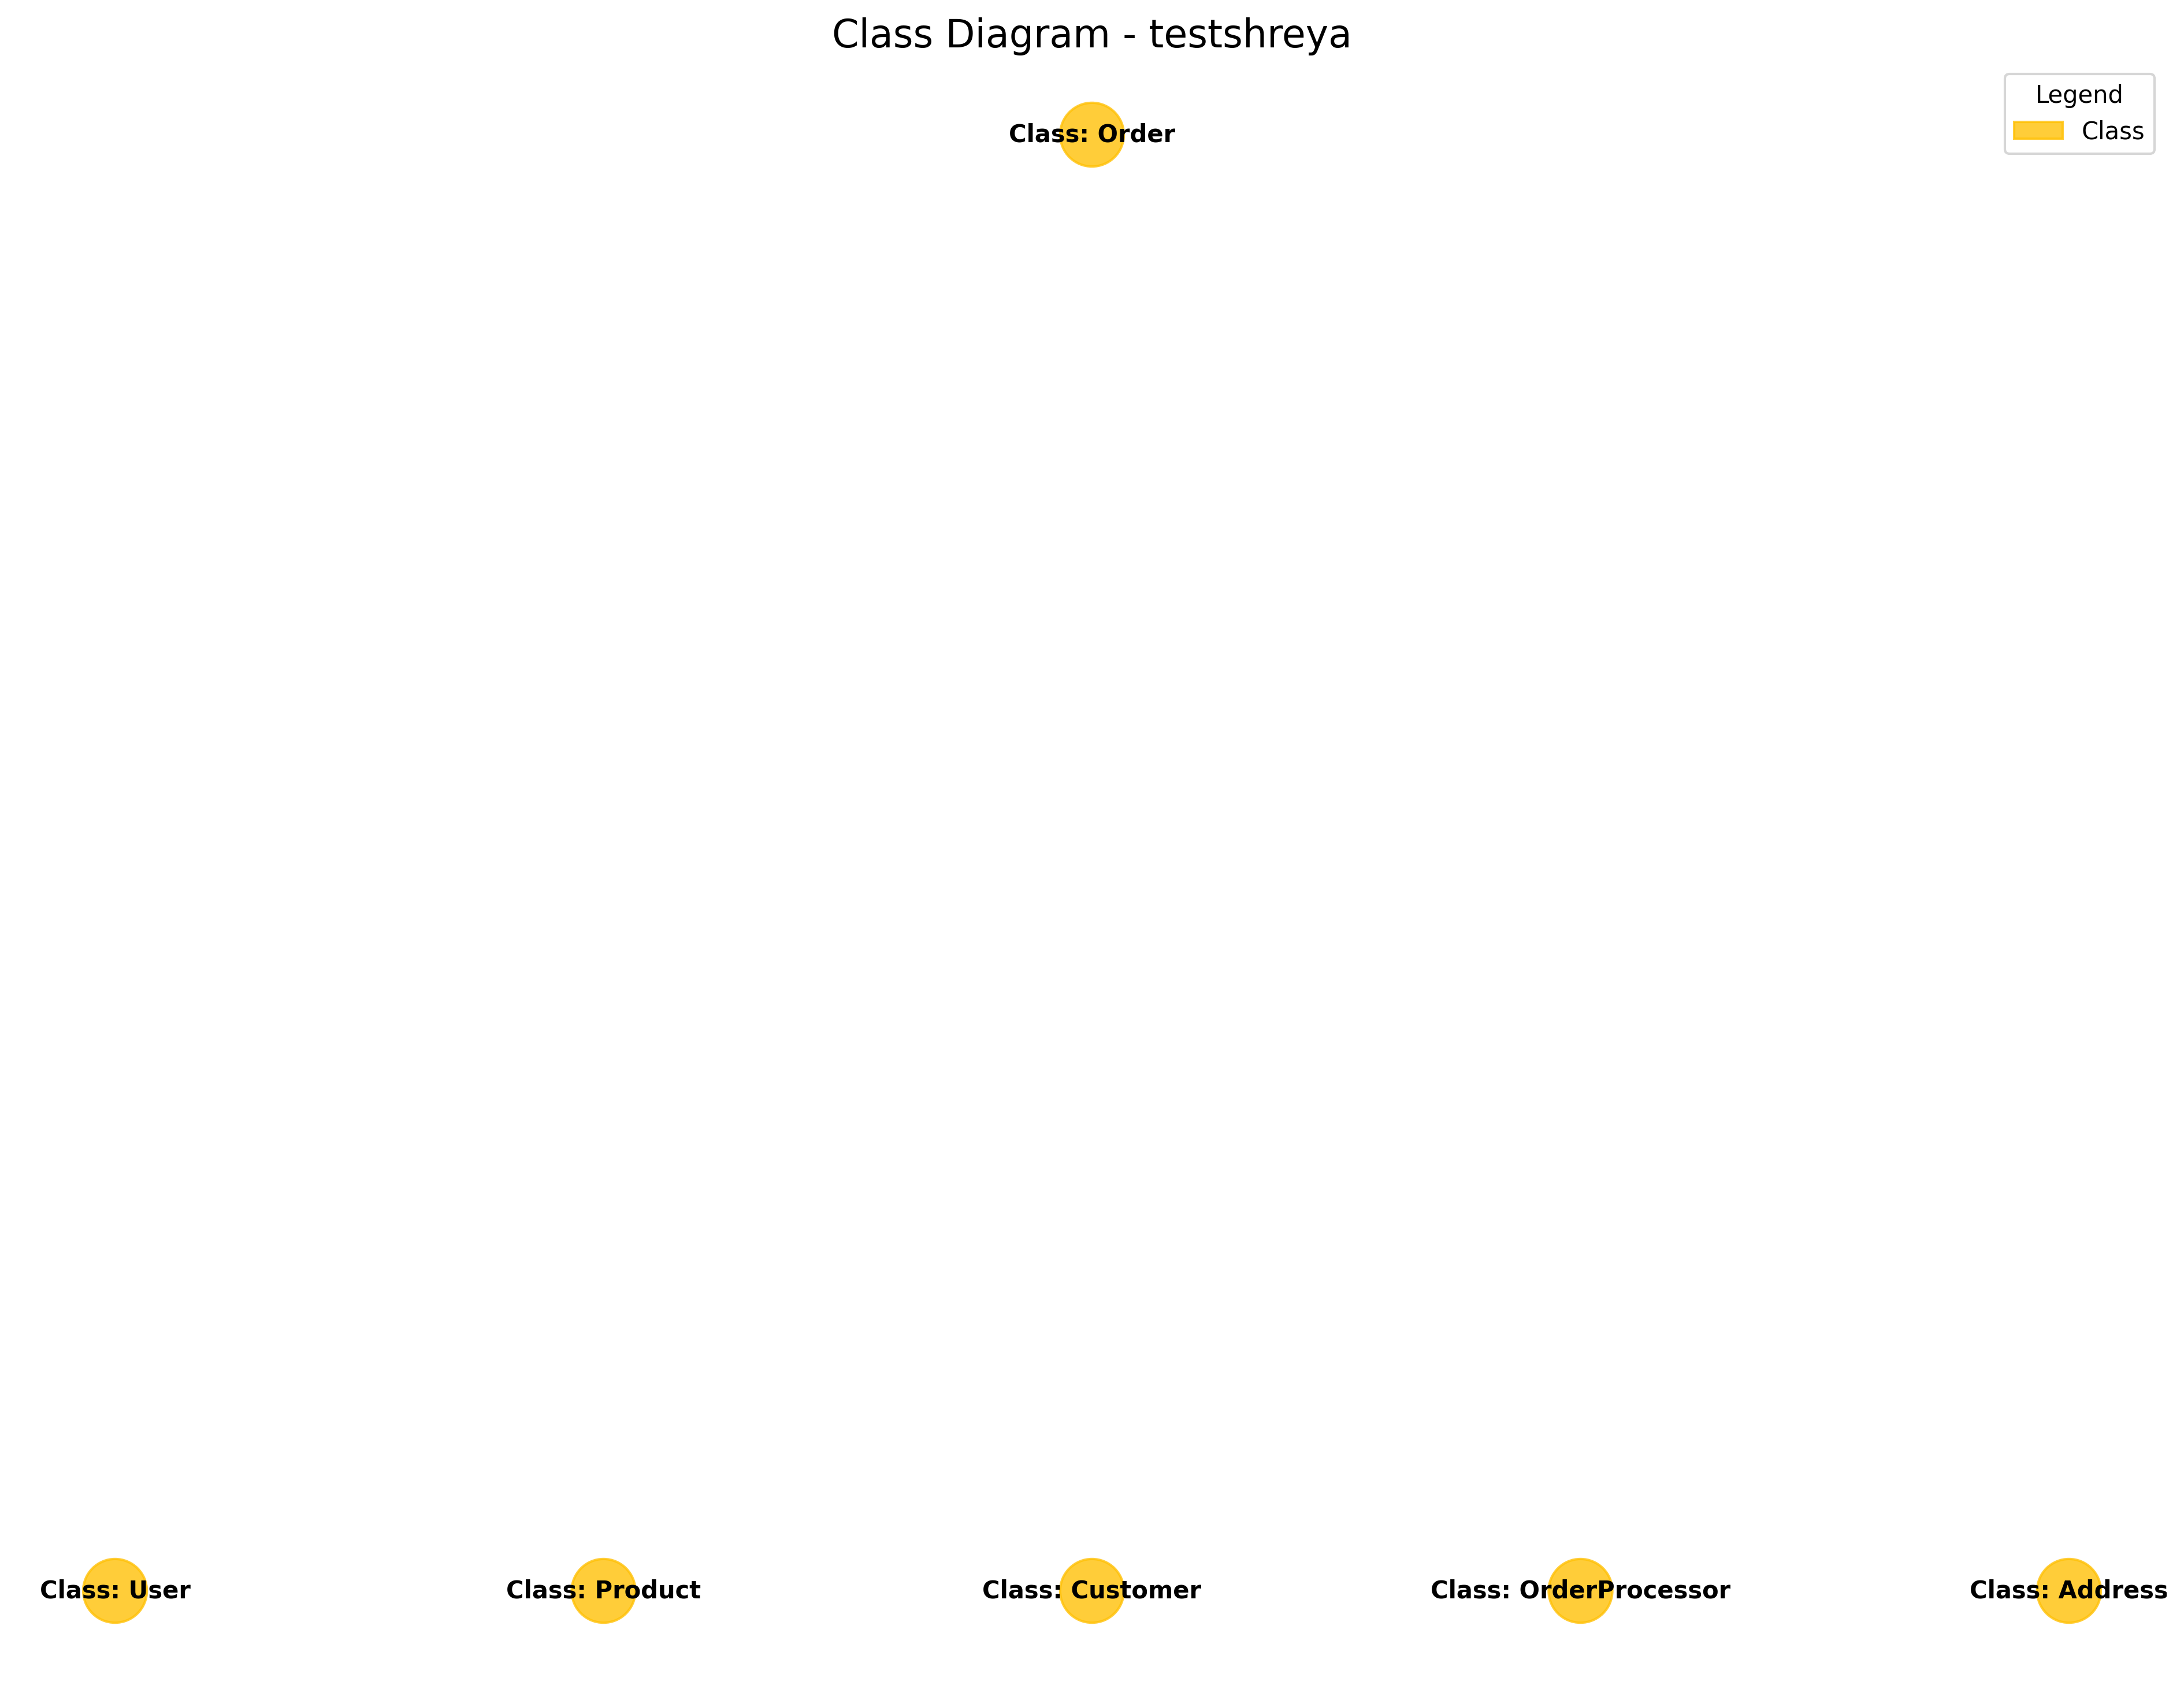 Class Diagram - testshreya
Legend
Class
Class: Order
Class: User
Class: Product
Class: Customer
Class: OrderProcessor
Class: Address